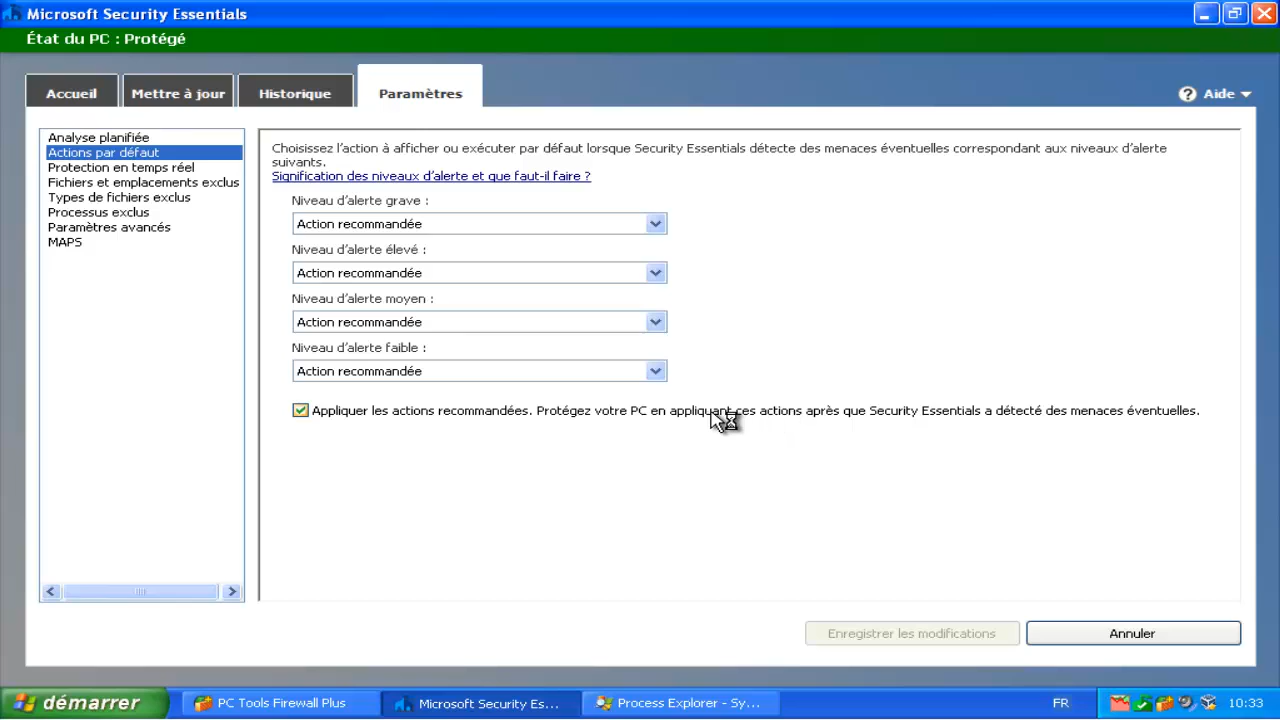 Microsoft Security Essentials
État du PC : Protégé
Accueil
Mettre à jour
Historique
Paramètres
Aide
Analyse planifiée
Actions par défaut
Protection en temps réel
Fichiers et emplacements exclus
Types de fichiers exclus
Processus exclus
Paramètres avancés
MAPS
Choisissez l'action à afficher ou exécuter par défaut lorsque Security Essentials détecte des menaces éventuelles correspondant aux niveaux d'alerte
suivants.
Signification des niveaux d'alerte et que faut-il faire ?
Niveau d'alerte grave :
Action recommandée
Niveau d'alerte élevé :
Action recommandée
Niveau d'alerte moyen :
Action recommandée
Niveau d'alerte faible :
Action recommandée
Appliquer les actions recommandées. Protégez votre PC en appliquant ces actions après que Security Essentials a détecté des menaces éventuelles.
Enregistrer les modifications
Annuler
démarrer
PC Tools Firewall Plus
Microsoft Security Es...
Process Explorer - Sy...
FR
10:33